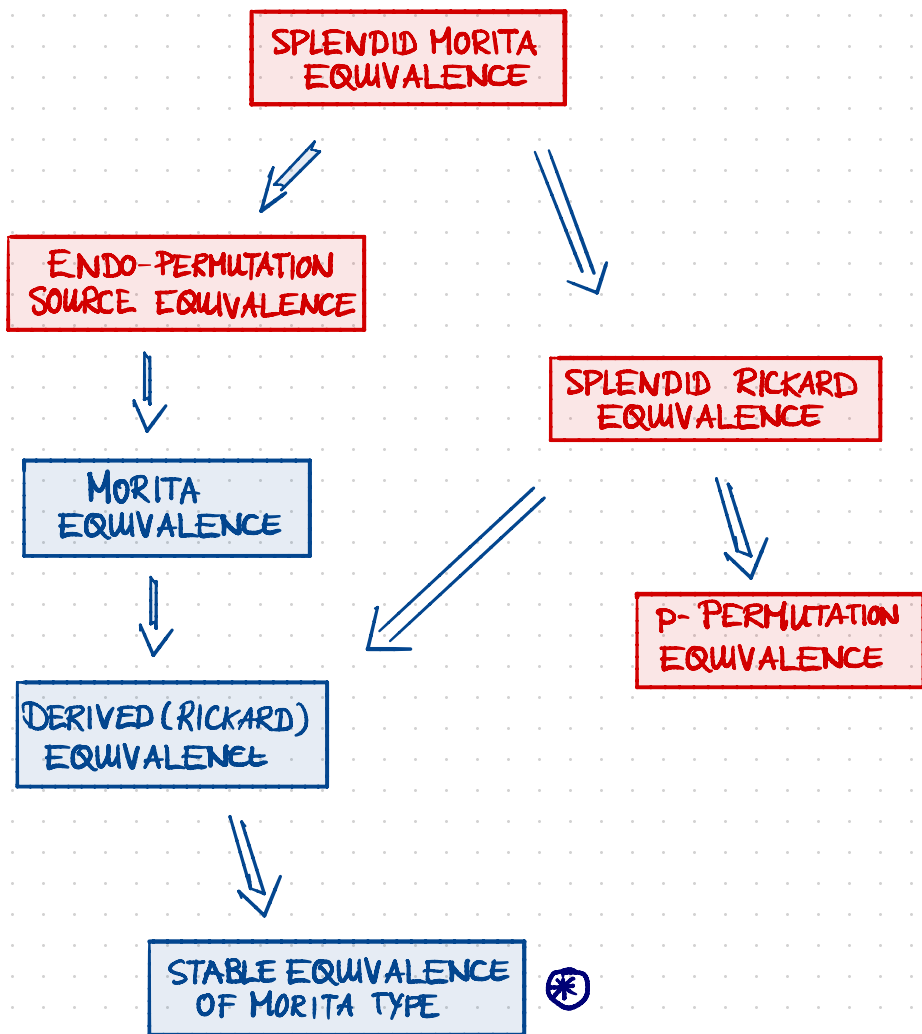 SPLENDID MORITA
EQUIVALENCE
ENDO-PERMUTATION
SOURCE EQUIVALENCE
SPLENDID RICKARD
EQUIVALENCE
MORITA
EQUIVALENCE
P-PERMUTATION
EQUIVALENCE
DERIVED (RICKARD)
EQUIVALENCE
STABLE EQUIVALENCE
OF MORITA TYPE